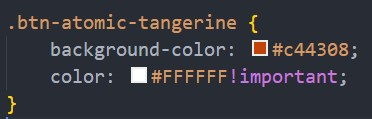 .btn-atomic-tangerine {
    background-color: #c44308;
    color: #FFFFFF!important;
}